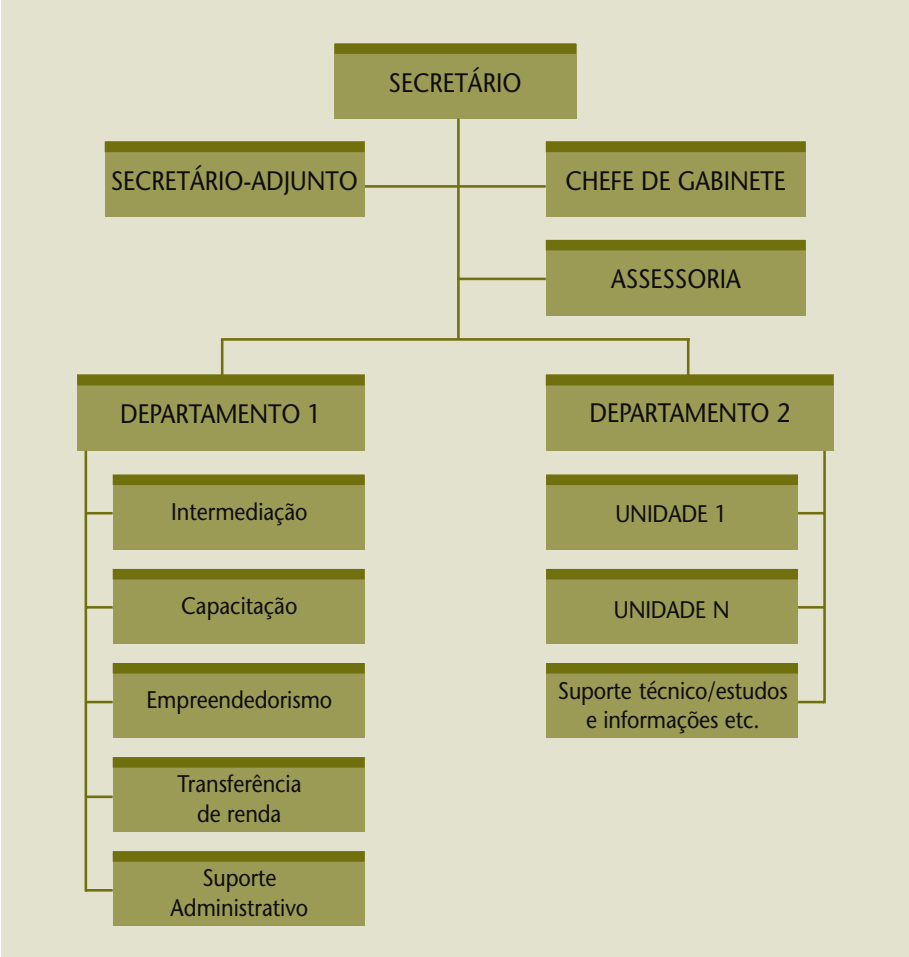 SECRETÁRIO
SECRETÁRIO-ADJUNTO
CHEFE DE GABINETE
ASSESSORIA
DEPARTAMENTO 1
Intermediação
Capacitação
Empreendedorismo
Transferência
de renda
Suporte
Administrativo
DEPARTAMENTO 2
UNIDADE 1
UNIDADE N
Suporte técnico/estudos
e informações etc.